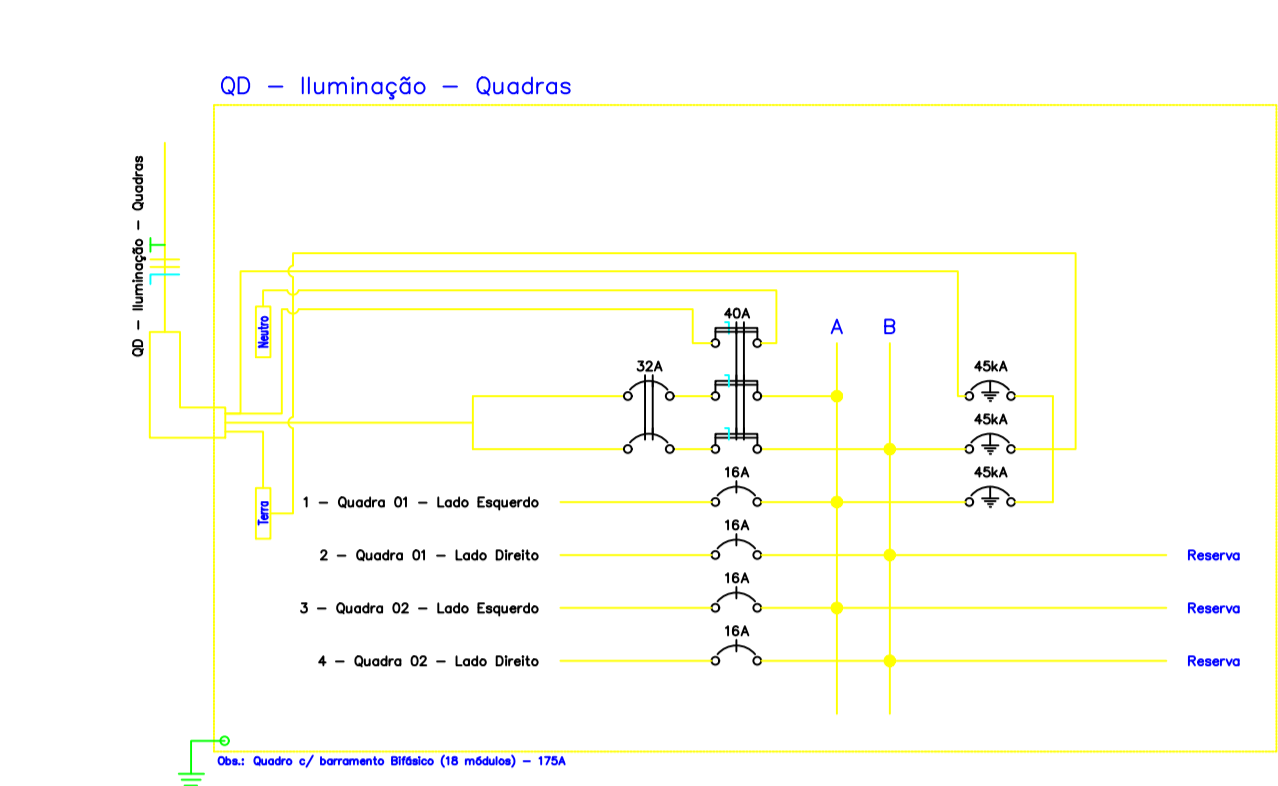 QD – Iluminação – Quadras
QD – Iluminação – Quadras
Neutro
40A
A
B
32A
45kA
45kA
45kA
16A
Terra
1 – Quadra 01 – Lado Esquerdo
16A
2 – Quadra 01 – Lado Direito
Reserva
16A
3 – Quadra 02 – Lado Esquerdo
Reserva
16A
4 – Quadra 02 – Lado Direito
Reserva
Obs.: Quadro c/ barramento Bifásico (18 módulos) – 175A